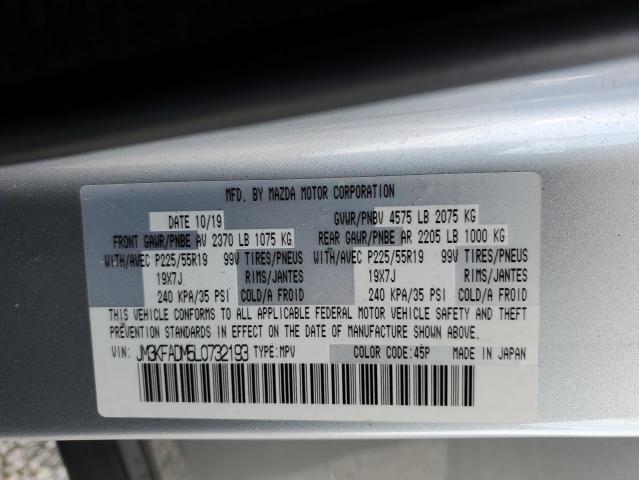 MFD. BY MAZDA MOTOR CORPORATION
DATE 10/19 GVWR/PNBV 4575 LB 2075 KG
FRONT GAWR/PNBE AV 2370 LB 1075 KG REAR GAWR/PNBE AR 2205 LB 1000 KG
WITH/AVEC P225/55R19 99V TIRES/PNEUS WITH/AVEC P225/55R19 99V TIRES/PNEUS
19X7J RIMS/JANTES 19X7J RIMS/JANTES
240 KPA/35 PSI COLD/A FROID 240 KPA/35 PSI COLD/A FROID
THIS VEHICLE CONFORMS TO ALL APPLICABLE FEDERAL MOTOR VEHICLE SAFETY AND THEFT
PREVENTION STANDARDS IN EFFECT ON THE DATE OF MANUFACTURE SHOWN ABOVE.
VIN: JM3KFADM5L0732193 TYPE:MPV COLOR CODE:45P MADE IN JAPAN